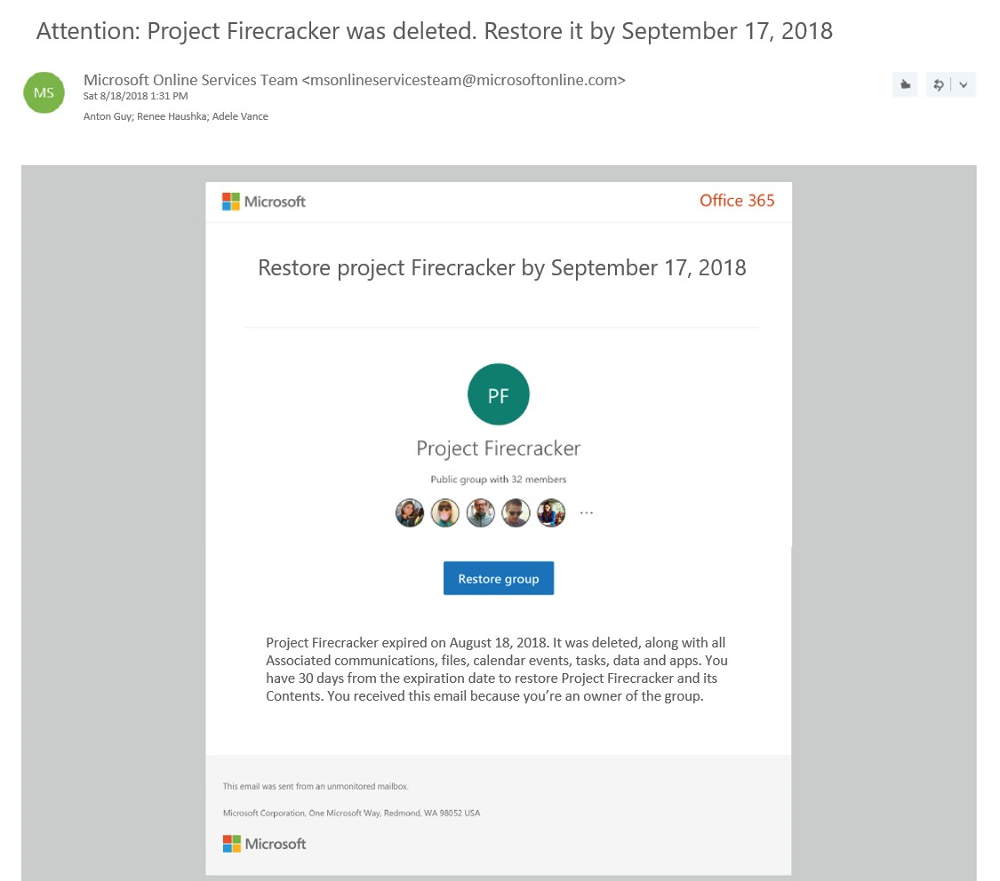 Attention: Project Firecracker was deleted. Restore it by September 17, 2018
MS
Microsoft Online Services Team <msonlineservicesteam@microsoftonline.com>
Sat 8/18/2018 1:31 PM
Anton Guy; Renee Haushka; Adele Vance
Microsoft
Office 365
Restore project Firecracker by September 17, 2018
PF
Project Firecracker
Public group with 32 members
...
Restore group
Project Firecracker expired on August 18, 2018. It was deleted, along with all
Associated communications, files, calendar events, tasks, data and apps. You
have 30 days from the expiration date to restore Project Firecracker and its
Contents. You received this email because you’re an owner of the group.
This email was sent from an unmonitored mailbox.
Microsoft Corporation, One Microsoft Way, Redmond, WA 98052 USA
Microsoft